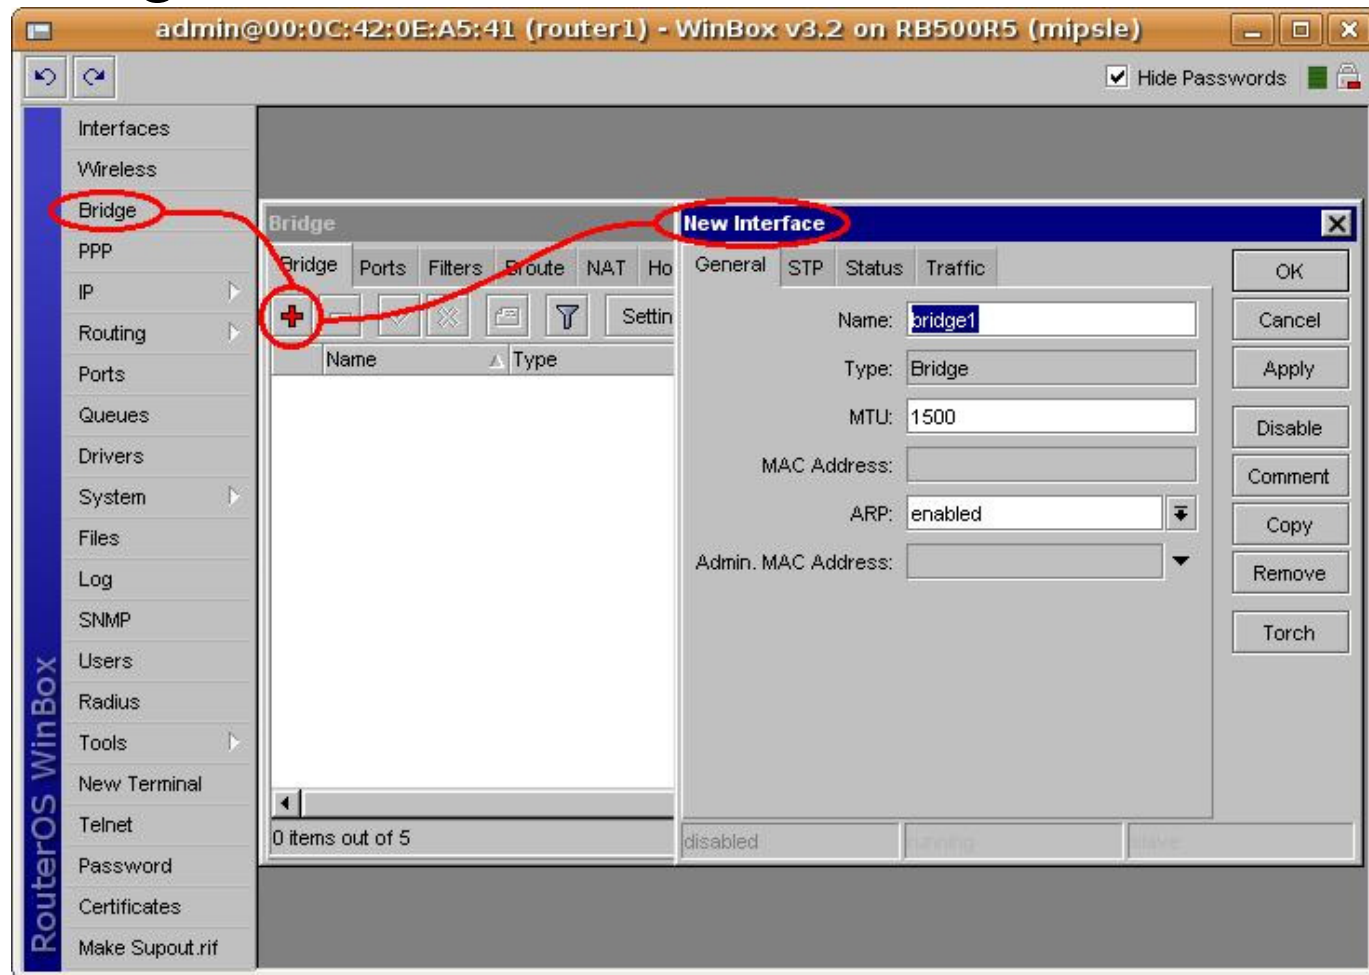 admin@00:0C:42:0E:A5:41 (router1) - WinBox v3.2 on RB500R5 (mipsle)
Hide Passwords
RouterOS WinBox
Interfaces
Wireless
Bridge
PPP
IP
Routing
Ports
Queues
Drivers
System
Files
Log
SNMP
Users
Radius
Tools
New Terminal
Telnet
Password
Certificates
Make Supout.rif
Bridge
Bridge Ports Filters Broute NAT Ho
Settin
Name Type
0 items out of 5
New Interface
General STP Status Traffic
Name: bridge1
Type: Bridge
MTU: 1500
MAC Address:
ARP: enabled
Admin. MAC Address:
OK
Cancel
Apply
Disable
Comment
Copy
Remove
Torch
disabled running slave